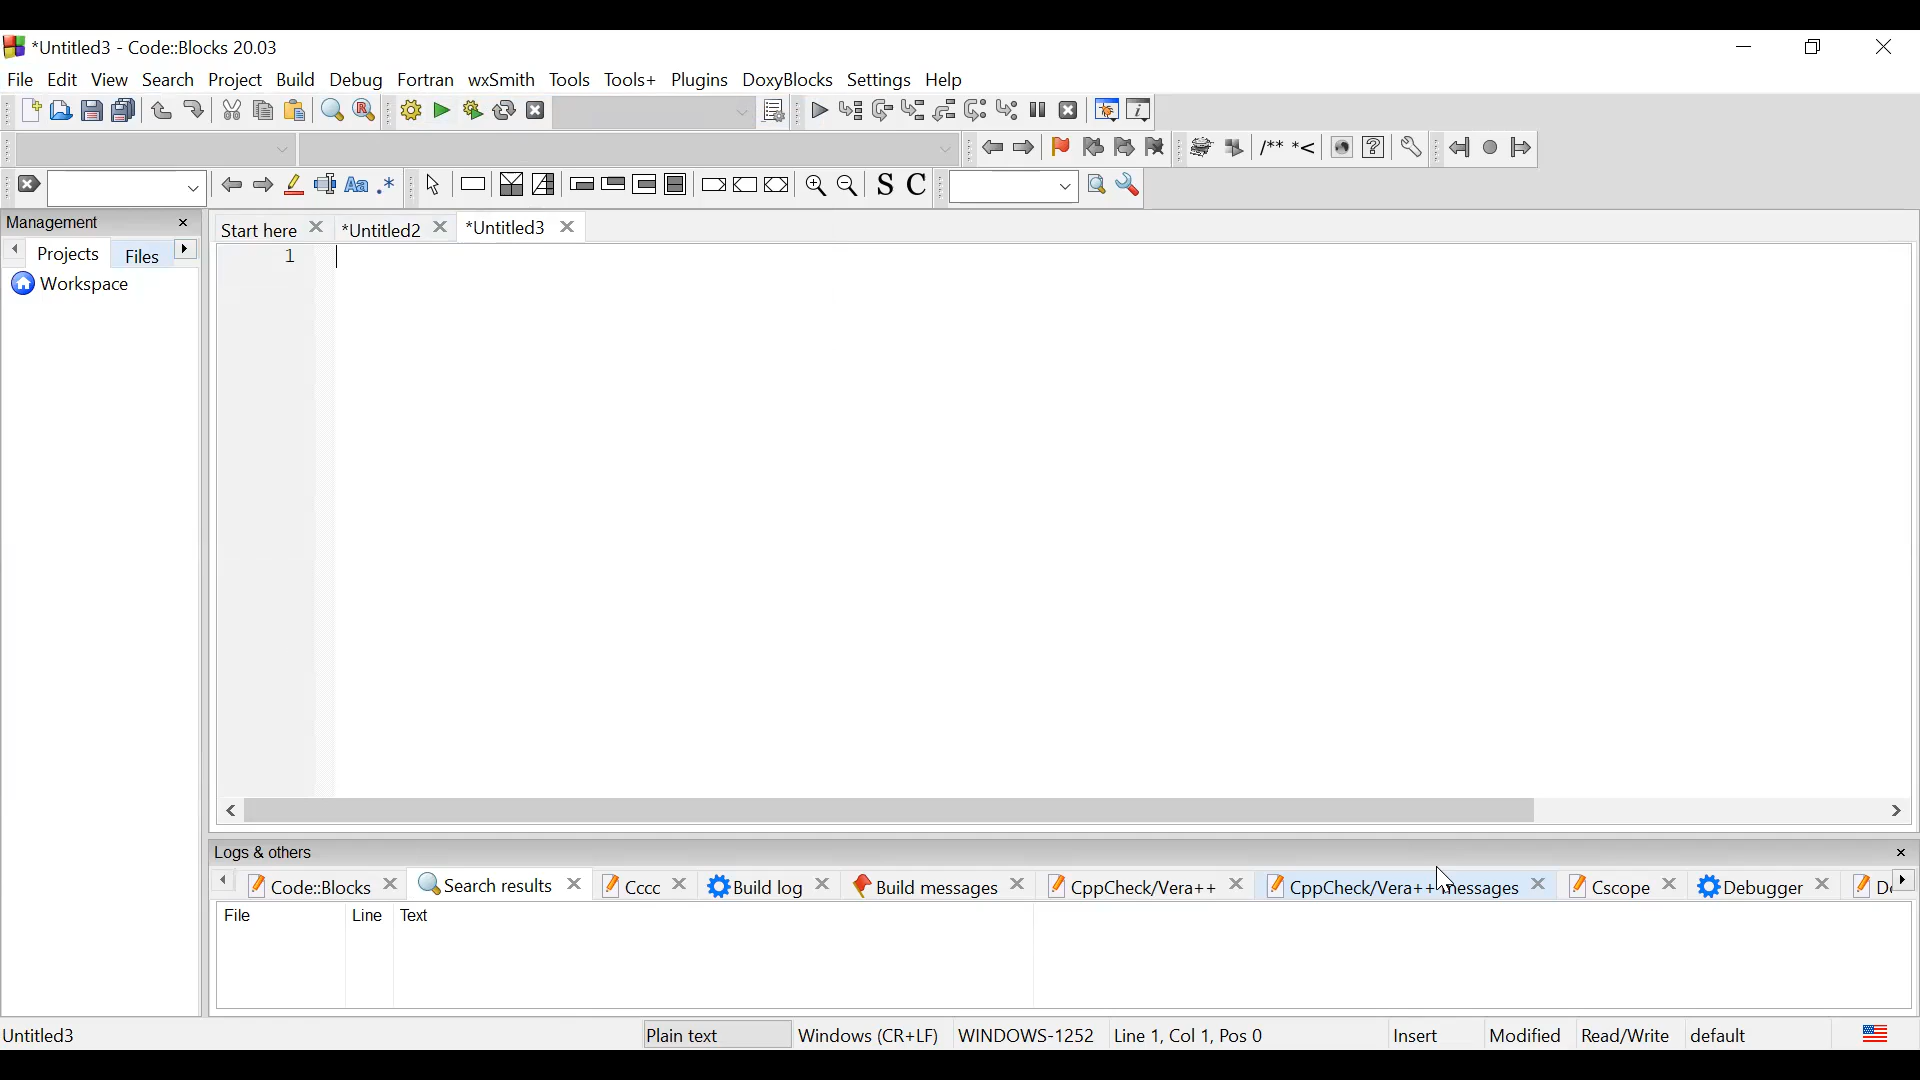 *Untitled3 - Code::Blocks 20.03
File Edit View Search Project Build Debug Fortran wxSmith Tools Tools+ Plugins DoxyBlocks Settings Help
/** *<
Aa .*
S C
Management
Start here *Untitled2 *Untitled3
Projects Files
1
Workspace
Logs & others
Code::Blocks Search results Cccc Build log Build messages CppCheck/Vera++ CppCheck/Vera++ messages Cscope Debugger
File Line Text
Untitled3 Plain text Windows (CR+LF) WINDOWS-1252 Line 1, Col 1, Pos 0 Insert Modified Read/Write default